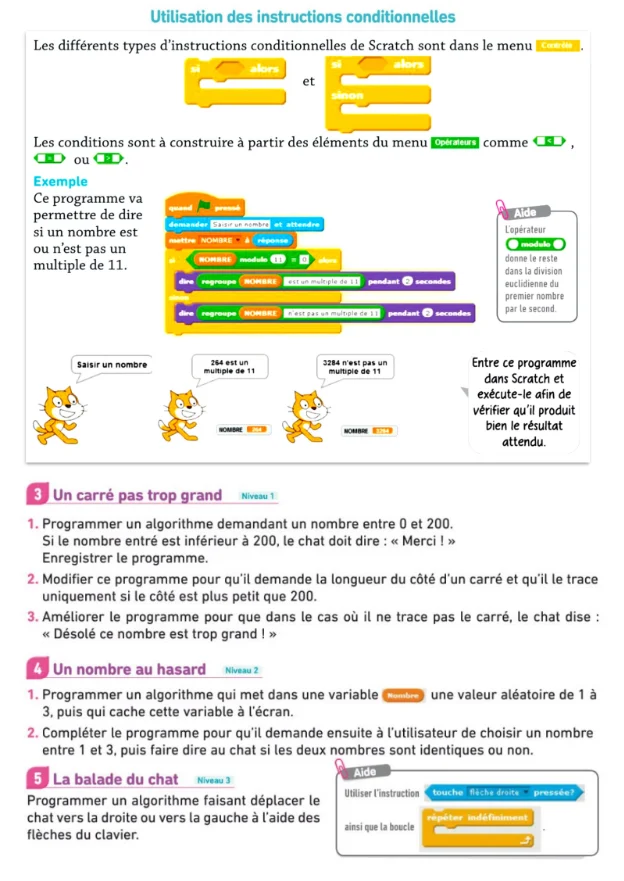 Utilisation des instructions conditionnelles
Les différents types d'instructions conditionnelles de Scratch sont dans le menu Contrôle .
si alors
et
si alors
sinon
Les conditions sont à construire à partir des éléments du menu Opérateurs comme < ,
= ou > .
Exemple
Ce programme va
permettre de dire
si un nombre est
ou n'est pas un
multiple de 11.
quand pressé
demander Saisir un nombre et attendre
mettre NOMBRE à réponse
si NOMBRE modulo 11 = 0 alors
dire regroupe NOMBRE est un multiple de 11 pendant 2 secondes
sinon
dire regroupe NOMBRE n'est pas un multiple de 11 pendant 2 secondes
Aide
L'opérateur
modulo
donne le reste
dans la division
euclidienne du
premier nombre
par le second.
Saisir un nombre
264 est un
multiple de 11
NOMBRE 264
3284 n'est pas un
multiple de 11
NOMBRE 3284
Entre ce programme
dans Scratch et
exécute-le afin de
vérifier qu'il produit
bien le résultat
attendu.
3 Un carré pas trop grand Niveau 1
1. Programmer un algorithme demandant un nombre entre 0 et 200.
Si le nombre entré est inférieur à 200, le chat doit dire : « Merci ! »
Enregistrer le programme.
2. Modifier ce programme pour qu'il demande la longueur du côté d'un carré et qu'il le trace
uniquement si le côté est plus petit que 200.
3. Améliorer le programme pour que dans le cas où il ne trace pas le carré, le chat dise :
« Désolé ce nombre est trop grand ! »
4 Un nombre au hasard Niveau 2
1. Programmer un algorithme qui met dans une variable Nombre une valeur aléatoire de 1 à
3, puis qui cache cette variable à l'écran.
2. Compléter le programme pour qu'il demande ensuite à l'utilisateur de choisir un nombre
entre 1 et 3, puis faire dire au chat si les deux nombres sont identiques ou non.
5 La balade du chat Niveau 3
Programmer un algorithme faisant déplacer le
chat vers la droite ou vers la gauche à l'aide des
flèches du clavier.
Aide
Utiliser l'instruction touche flèche droite pressée?
ainsi que la boucle répéter indéfiniment .